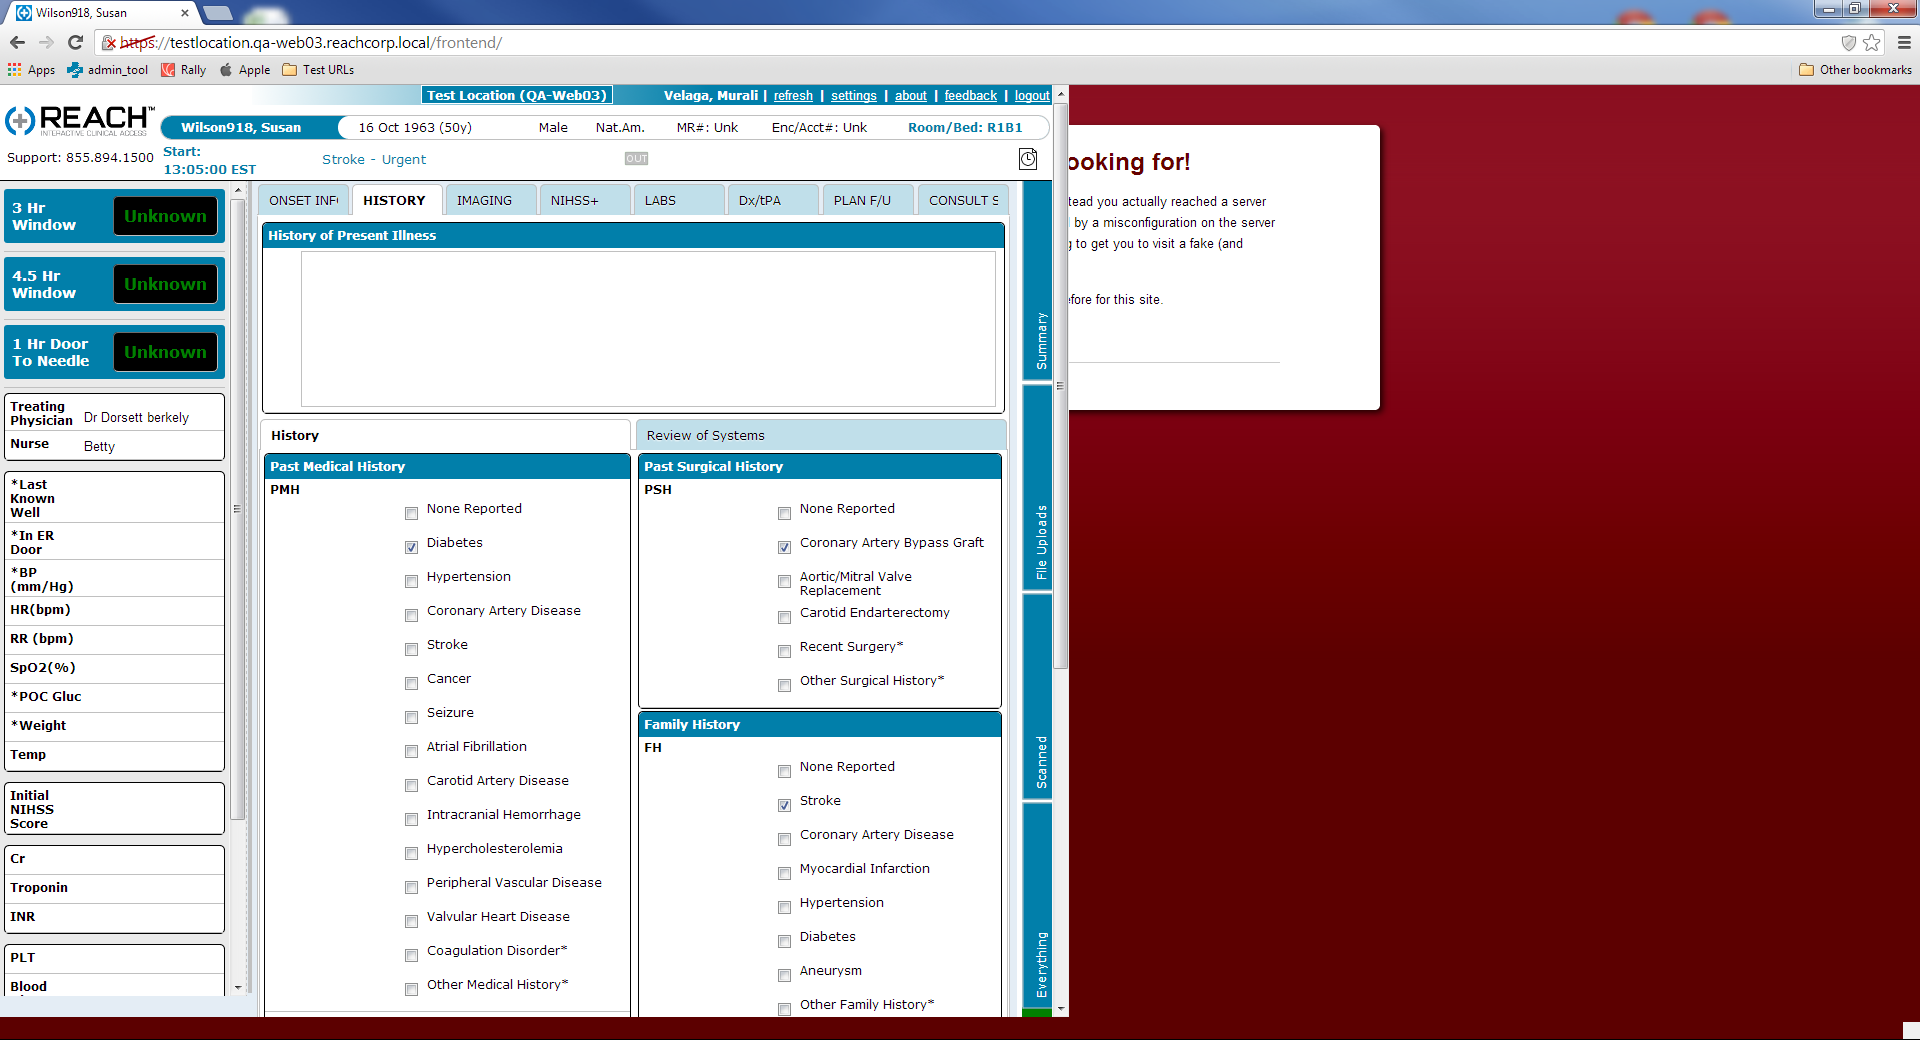 Wilson918, Susan
https://testlocation.qa-web03.reachcorp.local/frontend/
Apps admin_tool Rally Apple Test URLs Other bookmarks
Test Location (QA-Web03) Velaga, Murali | refresh | settings | about | feedback | logout
REACH™
INTERACTIVE CLINICAL ACCESS
Wilson918, Susan 16 Oct 1963 (50y) Male Nat.Am. MR#: Unk Enc/Acct#: Unk Room/Bed: R1B1
Support: 855.894.1500
Start:
13:05:00 EST
Stroke - Urgent
OUT
3 Hr
Window
Unknown
4.5 Hr
Window
Unknown
1 Hr Door
To Needle
Unknown
Treating
Physician Dr Dorsett berkely
Nurse Betty
*Last
Known
Well
*In ER
Door
*BP
(mm/Hg)
HR(bpm)
RR (bpm)
SpO2(%)
*POC Gluc
*Weight
Temp
Initial
NIHSS
Score
Cr
Troponin
INR
PLT
Blood
ONSET INF HISTORY IMAGING NIHSS+ LABS Dx/tPA PLAN F/U CONSULT S
History of Present Illness
History
Review of Systems
Past Medical History
PMH
None Reported
Diabetes
Hypertension
Coronary Artery Disease
Stroke
Cancer
Seizure
Atrial Fibrillation
Carotid Artery Disease
Intracranial Hemorrhage
Hypercholesterolemia
Peripheral Vascular Disease
Valvular Heart Disease
Coagulation Disorder*
Other Medical History*
Past Surgical History
PSH
None Reported
Coronary Artery Bypass Graft
Aortic/Mitral Valve
Replacement
Carotid Endarterectomy
Recent Surgery*
Other Surgical History*
Family History
FH
None Reported
Stroke
Coronary Artery Disease
Myocardial Infarction
Hypertension
Diabetes
Aneurysm
Other Family History*
Summary
File Uploads
Scanned
Everything
ooking for!
tead you actually reached a server
by a misconfiguration on the server
g to get you to visit a fake (and
efore for this site.